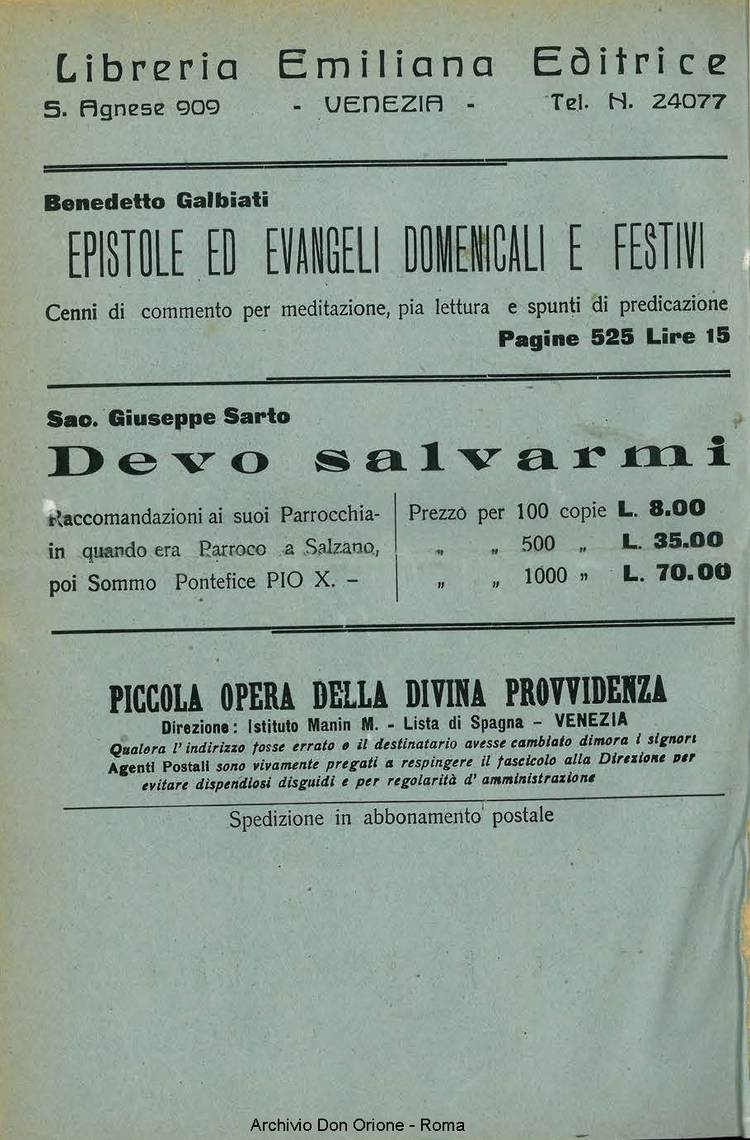 Libreria Emiliana Editrice
S. Agnese 909 - VENEZIA - Tel. N. 24077
Benedetto Galbiati
EPISTOLE ED EVANGELI DOMENICALI E FESTIVI
Cenni di commento per meditazione, pia lettura e spunti di predicazione
Pagine 525 Lire 15
Sac. Giuseppe Sarto
Devo salvarmi
Raccomandazioni ai suoi Parrocchia-
in quando era Parroco a Salzano,
poi Sommo Pontefice PIO X. -
Prezzo per 100 copie L. 8.00
„ „ 500 „ L. 35.00
„ „ 1000 „ L. 70.00
PICCOLA OPERA DELLA DIVINA PROVVIDENZA
Direzione: Istituto Manin M. - Lista di Spagna - VENEZIA
Qualora l'indirizzo fosse errato o il destinatario avesse cambiato dimora i signori
Agenti Postali sono vivamente pregati a respingere il fascicolo alla Direzione per
evitare dispendiosi disguidi e per regolarità d'amministrazione
Spedizione in abbonamento postale
Archivio Don Orione - Roma